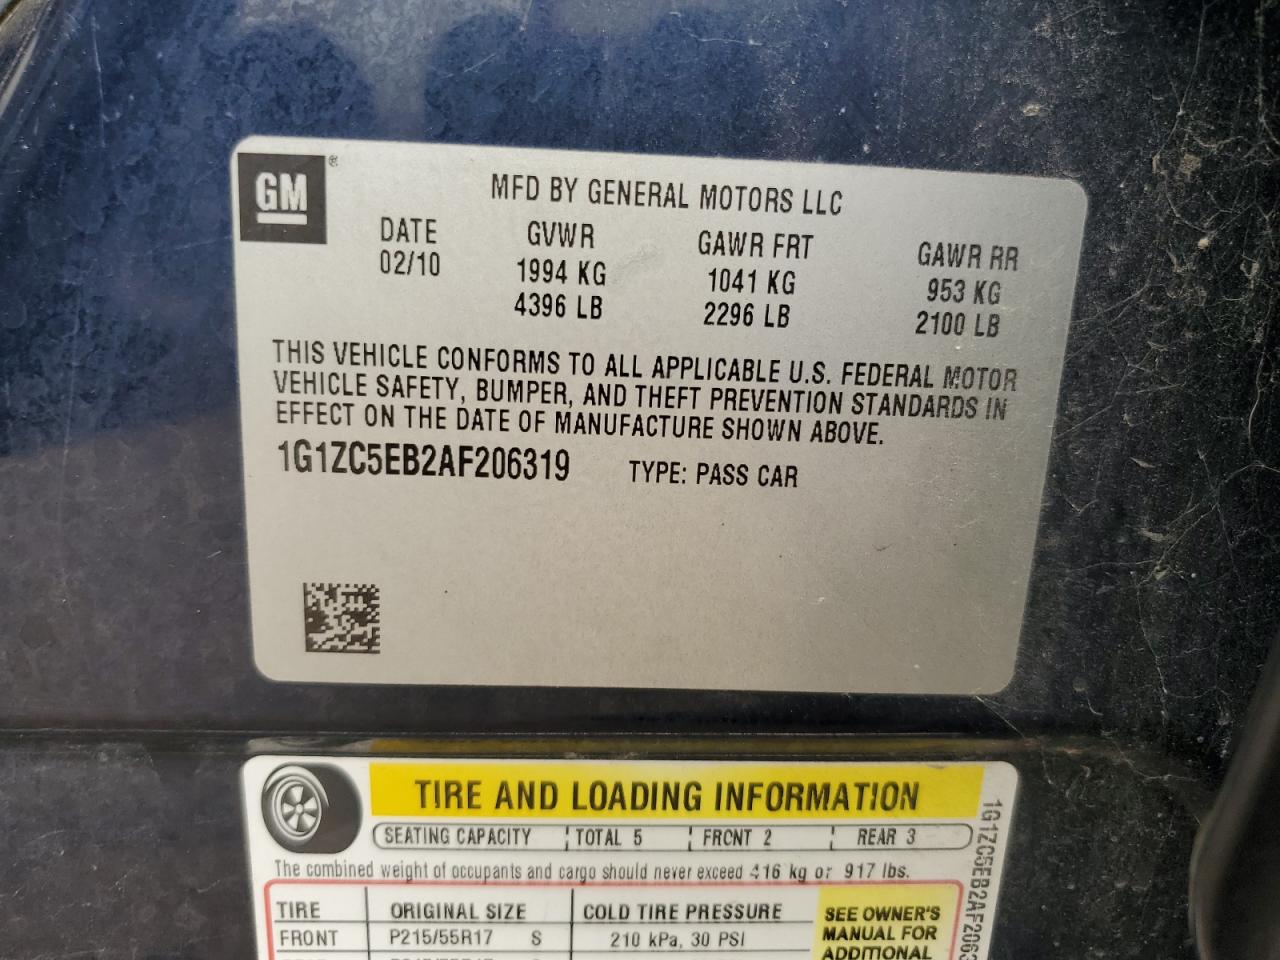 GM ®
MFD BY GENERAL MOTORS LLC
DATE GVWR GAWR FRT GAWR RR
02/10 1994 KG 1041 KG 953 KG
4396 LB 2296 LB 2100 LB
THIS VEHICLE CONFORMS TO ALL APPLICABLE U.S. FEDERAL MOTOR
VEHICLE SAFETY, BUMPER, AND THEFT PREVENTION STANDARDS IN
EFFECT ON THE DATE OF MANUFACTURE SHOWN ABOVE.
1G1ZC5EB2AF206319 TYPE: PASS CAR
TIRE AND LOADING INFORMATION
SEATING CAPACITY TOTAL 5 FRONT 2 REAR 3
The combined weight of occupants and cargo should never exceed 416 kg or 917 lbs.
TIRE ORIGINAL SIZE COLD TIRE PRESSURE
FRONT P215/55R17 S 210 kPa, 30 PSI
SEE OWNER'S
MANUAL FOR
ADDITIONAL
1G1ZC5EB2AF2063